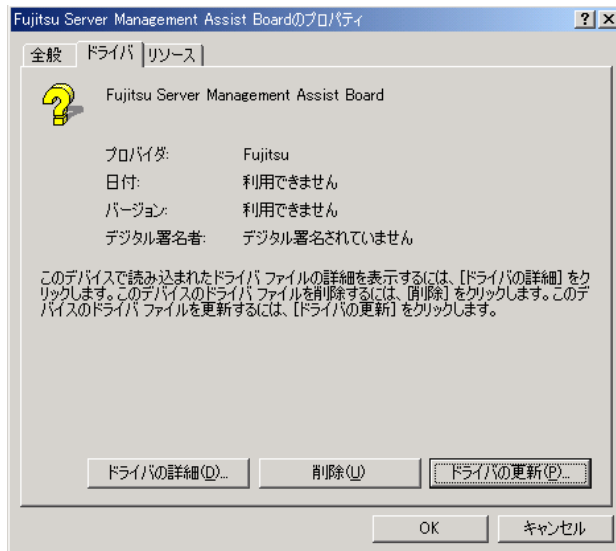 Fujitsu Server Management Assist Boardのプロパティ
全般 ドライバ リソース
Fujitsu Server Management Assist Board
プロバイダ: Fujitsu
日付: 利用できません
バージョン: 利用できません
デジタル署名者: デジタル署名されていません
このデバイスで読み込まれたドライバ ファイルの詳細を表示するには、[ドライバの詳細] をク
リックします。このデバイスのドライバ ファイルを削除するには、[削除] をクリックします。このデ
バイスのドライバ ファイルを更新するには、[ドライバの更新] をクリックします。
ドライバの詳細(D)... 削除(U) ドライバの更新(P)...
OK キャンセル